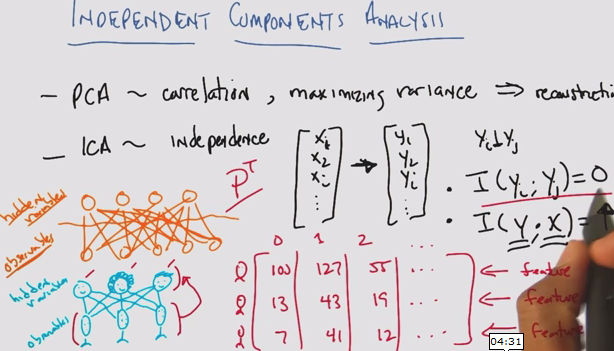 INDEPENDENT COMPONENTS ANALYSIS
— PCA ~ correlation, maximizing variance ⇒ reconstructi
— ICA ~ independence [x₁ x₂ xᵢ ⋮] → [y₁ y₂ yᵢ ⋮] yᵢ ⊥ yⱼ
Pᵀ
• I(yᵢ; yⱼ) = 0
• I(Y; X) = ↑
hidden variables
observables
hidden variables
observables
0 1 2 ...
100 127 55 ... ← feature
13 43 19 ... ← feature
7 41 12 ... ← feature
04:31